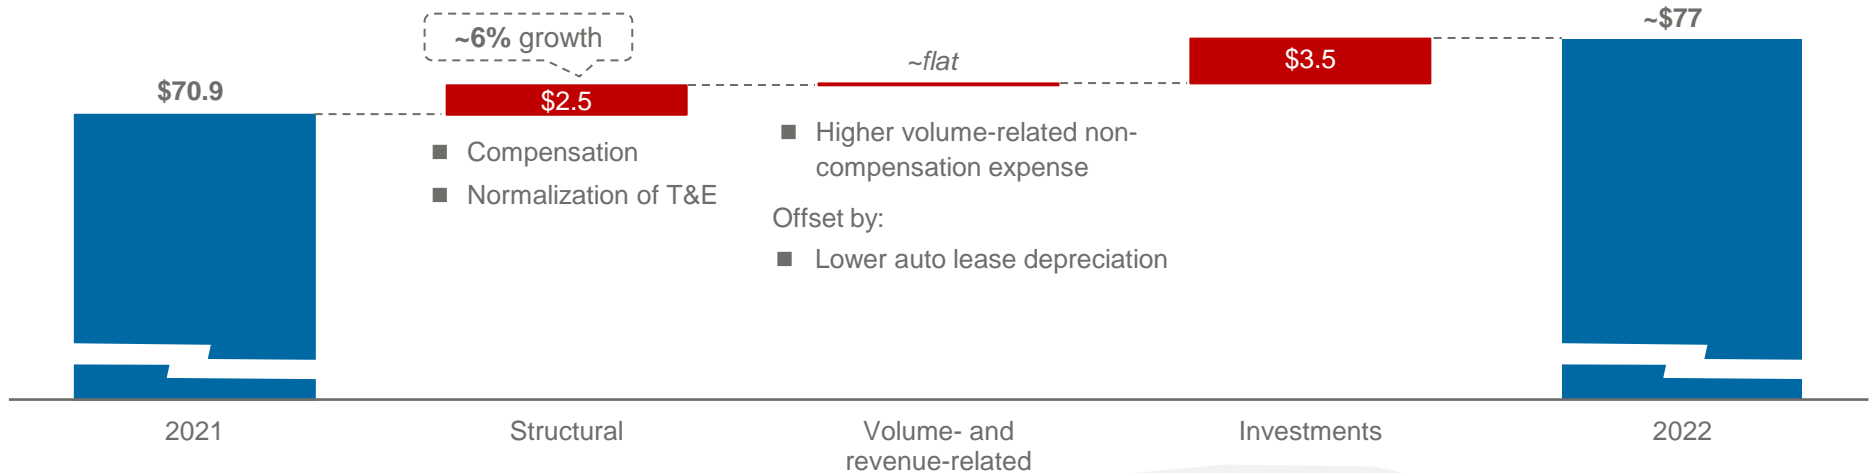 ~$77
~6% growth
~flat
$3.5
$70.9
$2.5
■ Compensation
■ Normalization of T&E
■ Higher volume-related non-
compensation expense
Offset by:
■ Lower auto lease depreciation
2021
Structural
Volume- and
revenue-related
Investments
2022